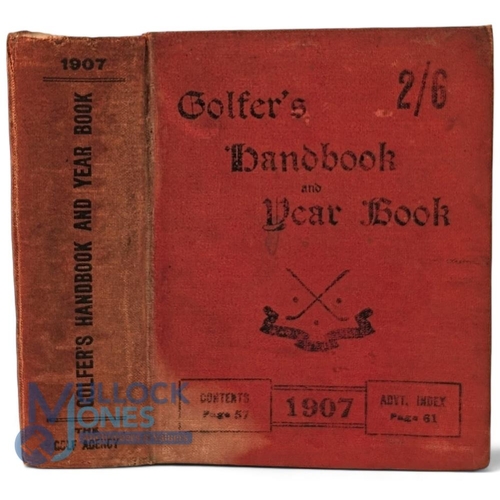 1907
GOLFER'S HANDBOOK AND YEAR BOOK
THE
GOLF AGENCY
2/6
Golfer's
Handbook
and
Year Book
CONTENTS
Page 57
1907
ADVT. INDEX
Page 61
MULLOCK
JONES